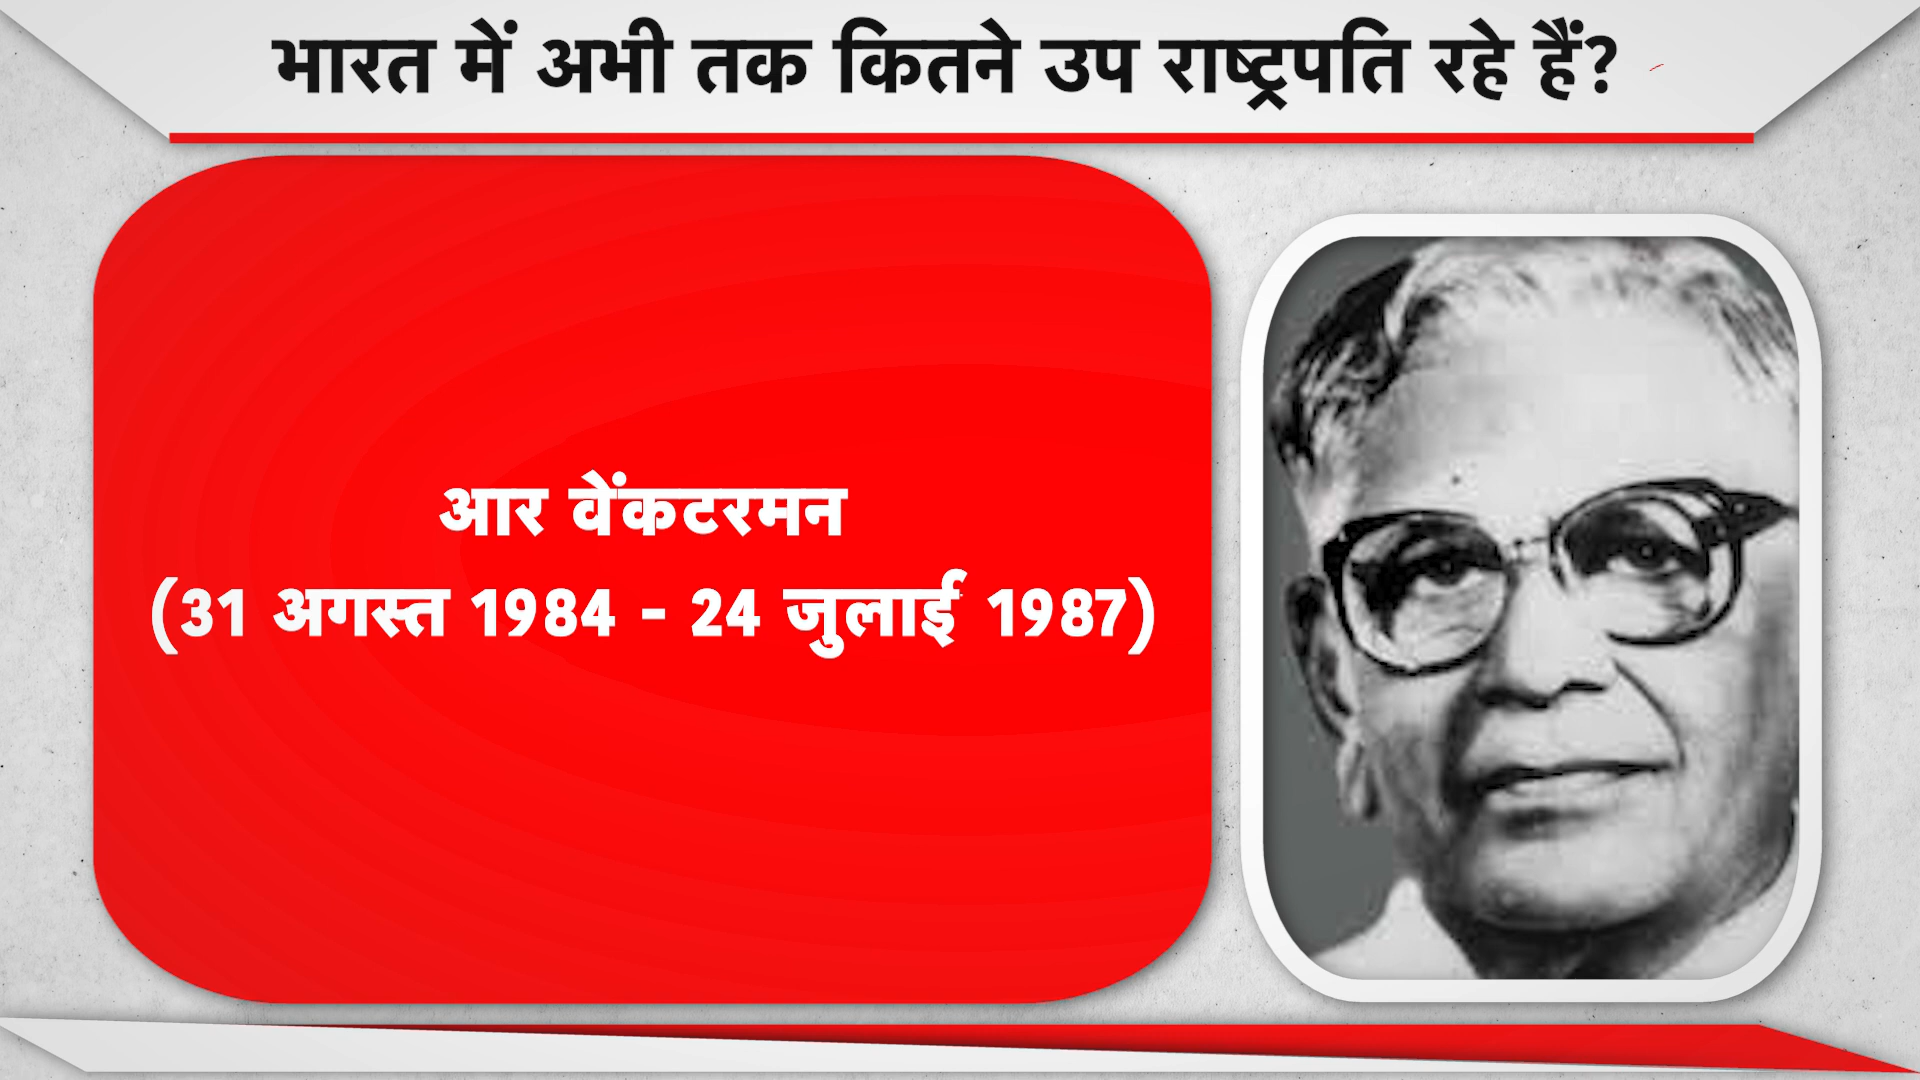 भारत में अभी तक कितने उप राष्ट्रपति रहे हैं?
आर वेंकटरमन
(31 अगस्त 1984 - 24 जुलाई 1987)